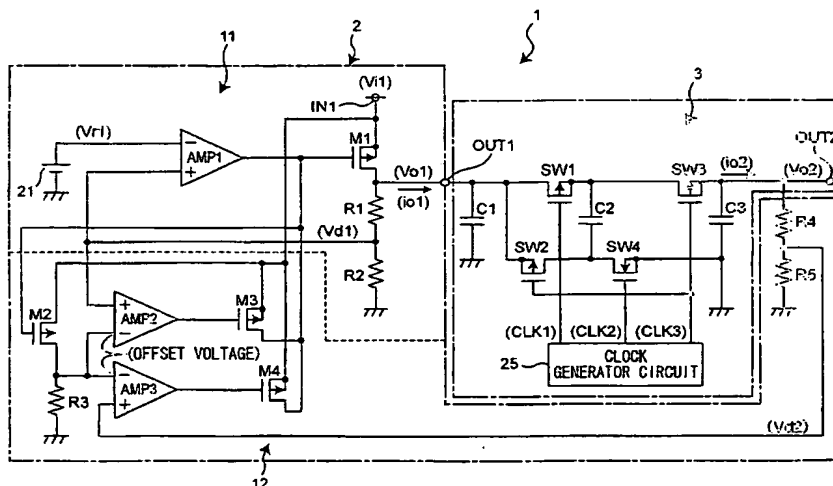 1
2
11
3
(Vi1)
IN1
(Vr1)
M1
AMP1
OUT1
OUT2
(Vo1)
SW1
SW3
(io2)
(Vo2)
21
(io1)
R1
C1
C2
C3
R4
(Vd1)
SW2
SW4
R2
R5
M2
M3
AMP2
(CLK1)
(CLK2)
(CLK3)
(OFFSET VOLTAGE)
M4
25
CLOCK
GENERATOR CIRCUIT
AMP3
R3
(Vd2)
12
+
-
+
-
-
+